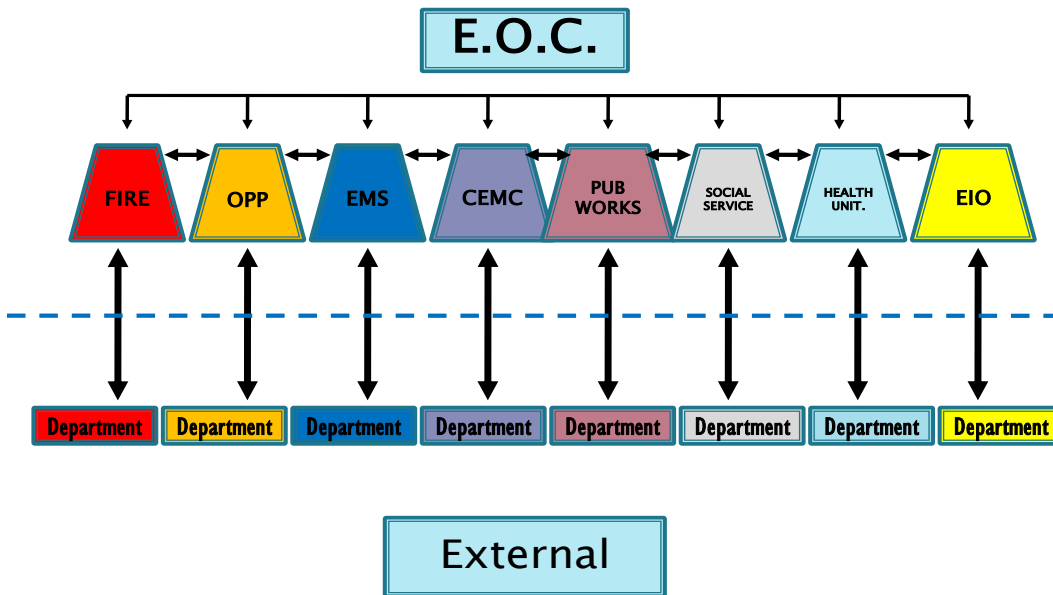 E.O.C.
FIRE
OPP
EMS
CEMC
PUB
WORKS
SOCIAL
SERVICE
HEALTH
UNIT.
EIO
Department
Department
Department
Department
Department
Department
Department
Department
External